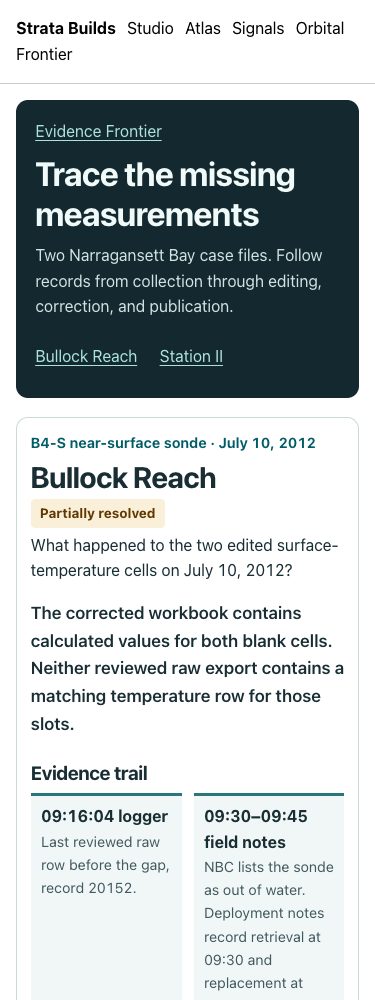 Strata Builds Studio Atlas Signals Orbital
Frontier
Evidence Frontier
Trace the missing
measurements
Two Narragansett Bay case files. Follow
records from collection through editing,
correction, and publication.
Bullock Reach Station II
B4-S near-surface sonde · July 10, 2012
Bullock Reach
Partially resolved
What happened to the two edited surface-
temperature cells on July 10, 2012?
The corrected workbook contains
calculated values for both blank cells.
Neither reviewed raw export contains a
matching temperature row for those
slots.
Evidence trail
09:16:04 logger
Last reviewed raw
row before the gap,
record 20152.
09:30–09:45
field notes
NBC lists the sonde
as out of water.
Deployment notes
record retrieval at
09:30 and
replacement at